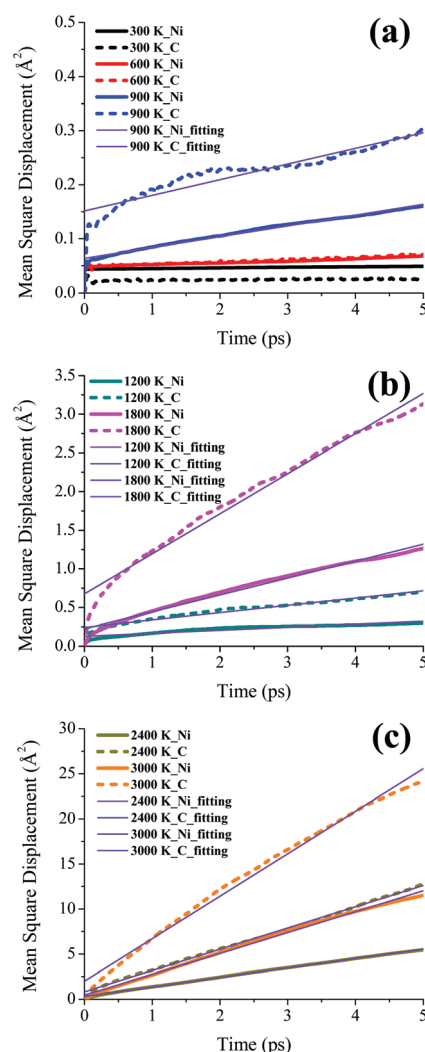 (a)
300 K_Ni
300 K_C
600 K_Ni
600 K_C
900 K_Ni
900 K_C
900 K_Ni_fitting
900 K_C_fitting
Mean Square Displacement (Å²)
0.5
0.4
0.3
0.2
0.1
0.0
0 1 2 3 4 5
Time (ps)
(b)
1200 K_Ni
1200 K_C
1800 K_Ni
1800 K_C
1200 K_Ni_fitting
1200 K_C_fitting
1800 K_Ni_fitting
1800 K_C_fitting
Mean Square Displacement (Å²)
3.5
3.0
2.5
2.0
1.5
1.0
0.5
0.0
0 1 2 3 4 5
Time (ps)
(c)
2400 K_Ni
2400 K_C
3000 K_Ni
3000 K_C
2400 K_Ni_fitting
2400 K_C_fitting
3000 K_Ni_fitting
3000 K_C_fitting
Mean Square Displacement (Å²)
30
25
20
15
10
5
0
0 1 2 3 4 5
Time (ps)